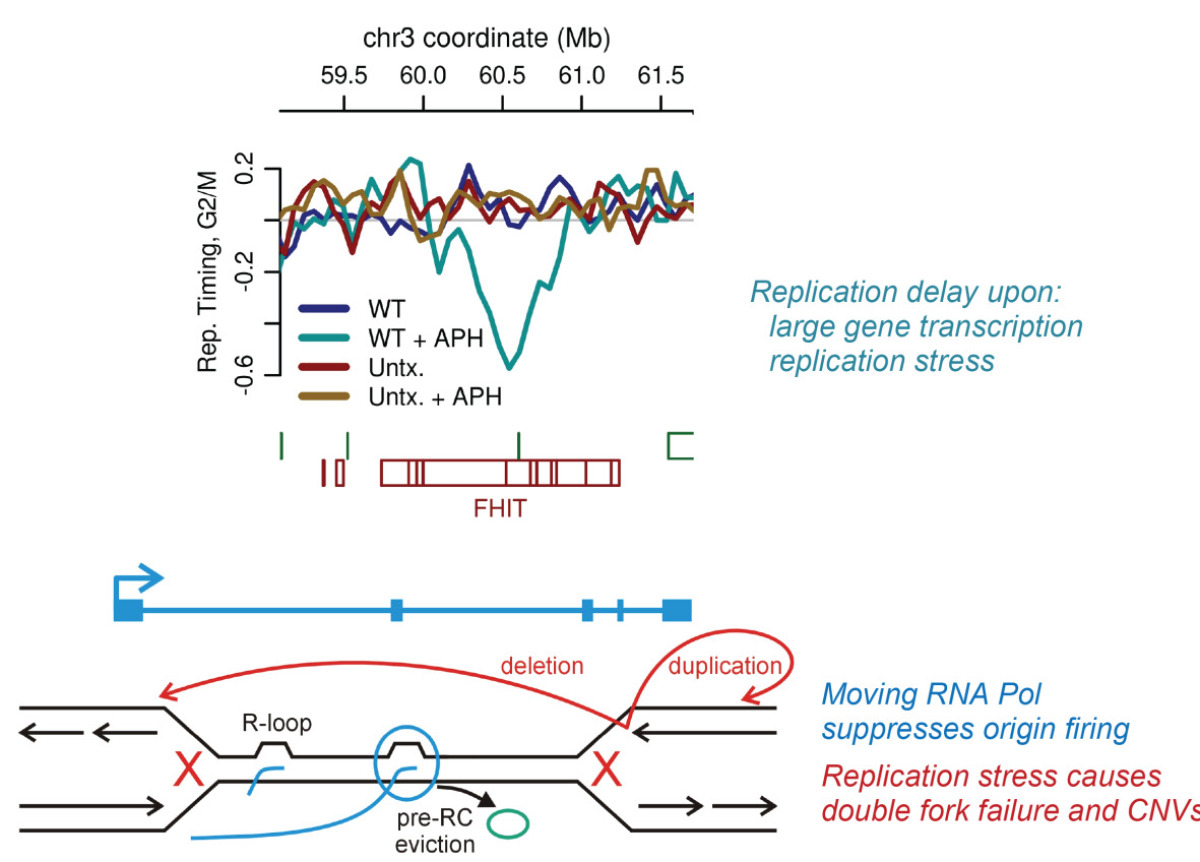 chr3 coordinate (Mb)
59.5 60.0 60.5 61.0 61.5
Rep. Timing, G2/M
0.2
-0.2
-0.6
WT
WT + APH
Untx.
Untx. + APH
Replication delay upon:
large gene transcription
replication stress
FHIT
deletion
duplication
R-loop
X
X
pre-RC
eviction
Moving RNA Pol
suppresses origin firing
Replication stress causes
double fork failure and CNVs